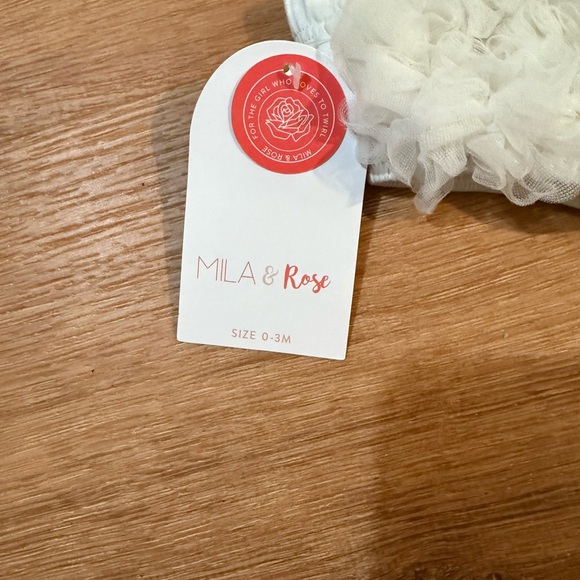 FOR THE GIRL WHO LOVES TO TWIRL
MILA & ROSE
MILA & Rose
SIZE 0-3M